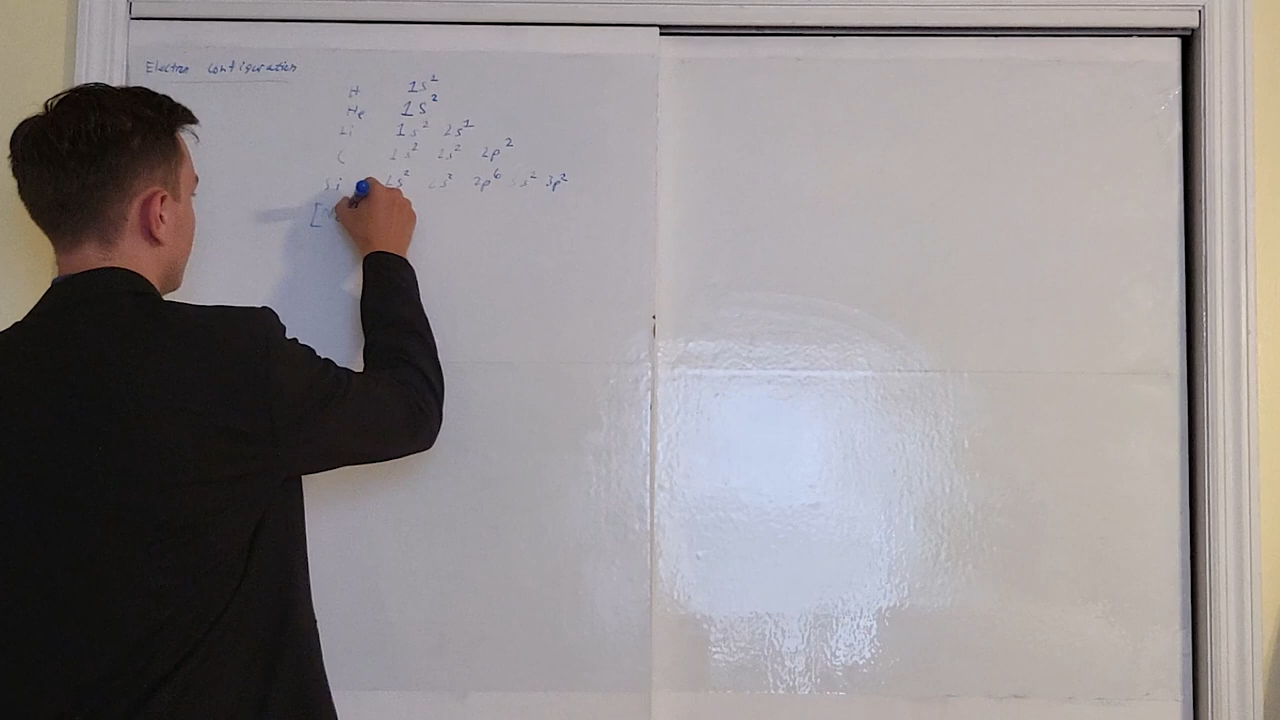 Electron Configuration
H 1s¹
He 1s²
Li 1s² 2s¹
C 1s² 2s² 2p²
Si 1s² 2s² 2p⁶ 3s² 3p²
[N